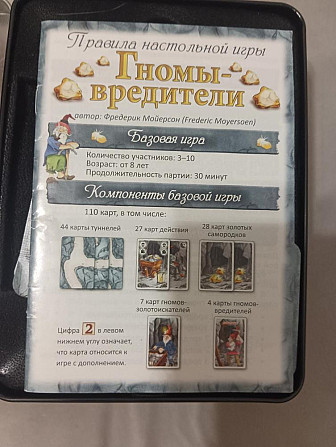 Правила настольной игры
Гномы-
вредители
автор: Фредерик Мойерсон (Frederic Moyersoen)
Базовая игра
Количество участников: 3–10
Возраст: от 8 лет
Продолжительность партии: 30 минут
Компоненты базовой игры
110 карт, в том числе:
44 карты туннелей
27 карт действия
28 карт золотых
самородков
7 карт гномов-
золотоискателей
4 карты гномов-
вредителей
Цифра 2 в левом
нижнем углу означает,
что карта относится к
игре с дополнением.